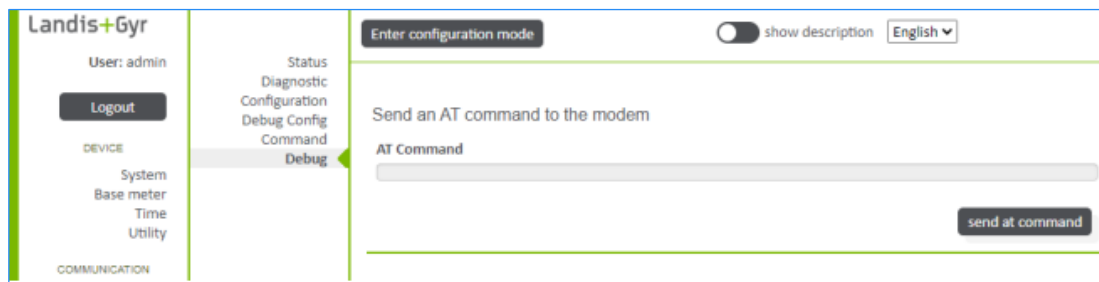 Landis+Gyr
User: admin
Logout
DEVICE
System
Base meter
Time
Utility
COMMUNICATION
Status
Diagnostic
Configuration
Debug Config
Command
Debug
Enter configuration mode
show description
English
Send an AT command to the modem
AT Command
send at command